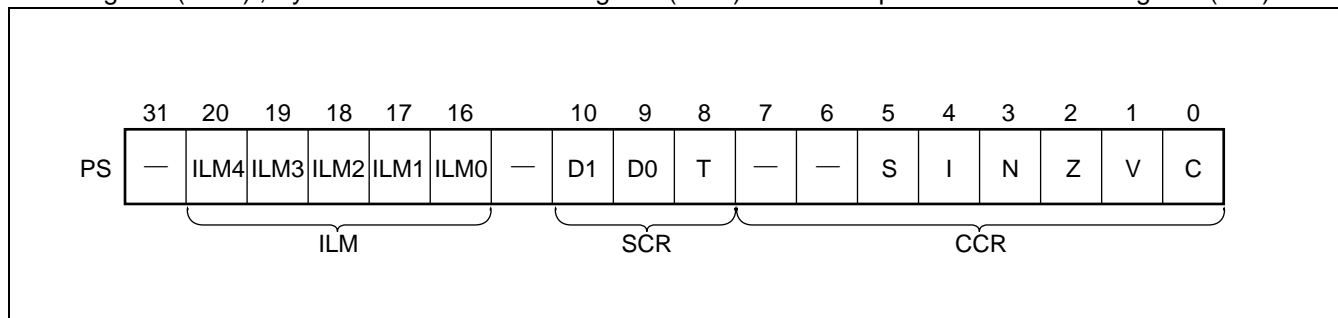 31 20 19 18 17 16 10 9 8 7 6 5 4 3 2 1 0
PS — ILM4 ILM3 ILM2 ILM1 ILM0 — D1 D0 T — — S I N Z V C
ILM SCR CCR